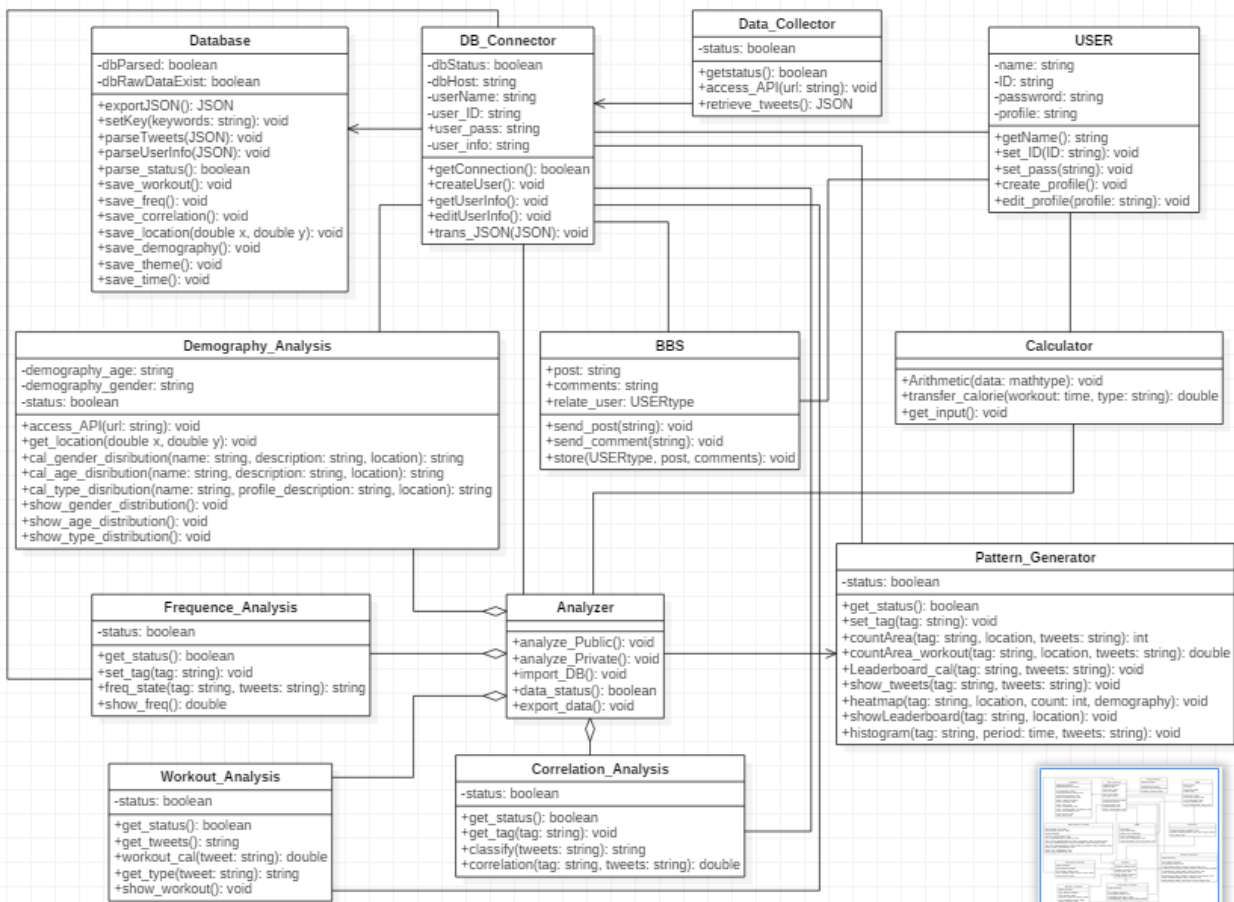 Database
-dbParsed: boolean
-dbRawDataExist: boolean
+exportJSON(): JSON
+setKey(keywords: string): void
+parseTweets(JSON): void
+parseUserInfo(JSON): void
+parse_status(): boolean
+save_workout(): void
+save_freq(): void
+save_correlation(): void
+save_location(double x, double y): void
+save_demography(): void
+save_theme(): void
+save_time(): void
DB_Connector
-dbStatus: boolean
-dbHost: string
-userName: string
-user_ID: string
+user_pass: string
-user_info: string
+getConnection(): boolean
+createUser(): void
+getUserInfo(): void
+editUserInfo(): void
+trans_JSON(JSON): void
Data_Collector
-status: boolean
+getstatus(): boolean
+access_API(url: string): void
+retrieve_tweets(): JSON
USER
-name: string
-ID: string
-passwrord: string
-profile: string
+getName(): string
+set_ID(ID: string): void
+set_pass(string): void
+create_profile(): void
+edit_profile(profile: string): void
Demography_Analysis
-demography_age: string
-demography_gender: string
-status: boolean
+access_API(url: string): void
+get_location(double x, double y): void
+cal_gender_disribution(name: string, description: string, location): string
+cal_age_disribution(name: string, description: string, location): string
+cal_type_disribution(name: string, profile_description: string, location): string
+show_gender_distribution(): void
+show_age_distribution(): void
+show_type_distribution(): void
BBS
+post: string
+comments: string
+relate_user: USERtype
+send_post(string): void
+send_comment(string): void
+store(USERtype, post, comments): void
Calculator
+Arithmetic(data: mathtype): void
+transfer_calorie(workout: time, type: string): double
+get_input(): void
Frequence_Analysis
-status: boolean
+get_status(): boolean
+set_tag(tag: string): void
+freq_state(tag: string, tweets: string): string
+show_freq(): double
Analyzer
+analyze_Public(): void
+analyze_Private(): void
+import_DB(): void
+data_status(): boolean
+export_data(): void
Pattern_Generator
-status: boolean
+get_status(): boolean
+set_tag(tag: string): void
+countArea(tag: string, location, tweets: string): int
+countArea_workout(tag: string, location, tweets: string): double
+Leaderboard_cal(tag: string, tweets: string): void
+show_tweets(tag: string, tweets: string): void
+heatmap(tag: string, location, count: int, demography): void
+showLeaderboard(tag: string, location): void
+histogram(tag: string, period: time, tweets: string): void
Workout_Analysis
-status: boolean
+get_status(): boolean
+get_tweets(): string
+workout_cal(tweet: string): double
+get_type(tweet: string): string
+show_workout(): void
Correlation_Analysis
-status: boolean
+get_status(): boolean
+get_tag(tag: string): void
+classify(tweets: string): string
+correlation(tag: string, tweets: string): double